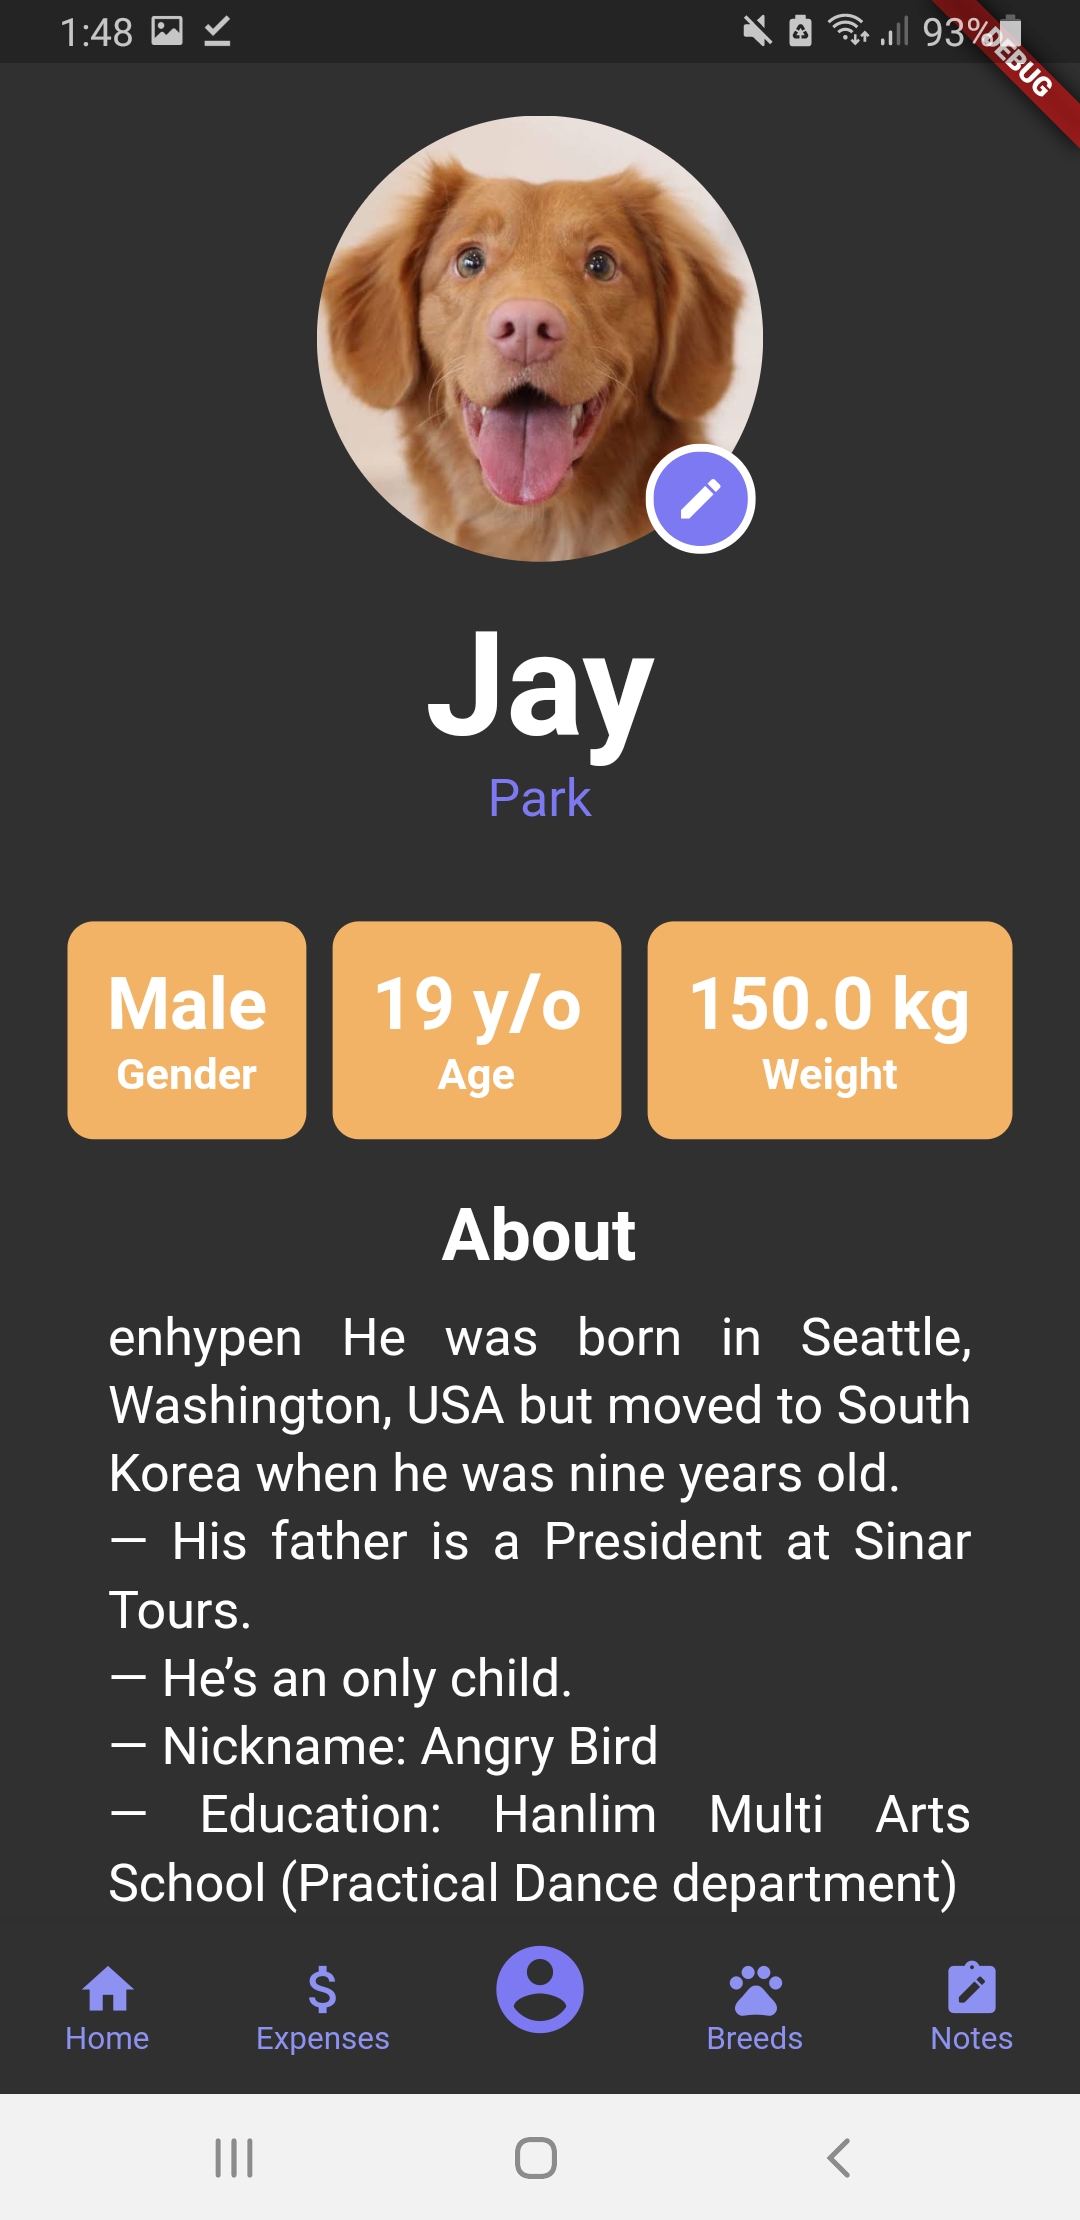 1:48 93%
DEBUG
Jay
Park
Male 19 y/o 150.0 kg
Gender Age Weight
About
enhypen He was born in Seattle,
Washington, USA but moved to South
Korea when he was nine years old.
— His father is a President at Sinar
Tours.
— He’s an only child.
— Nickname: Angry Bird
— Education: Hanlim Multi Arts
School (Practical Dance department)
Home Expenses Breeds Notes